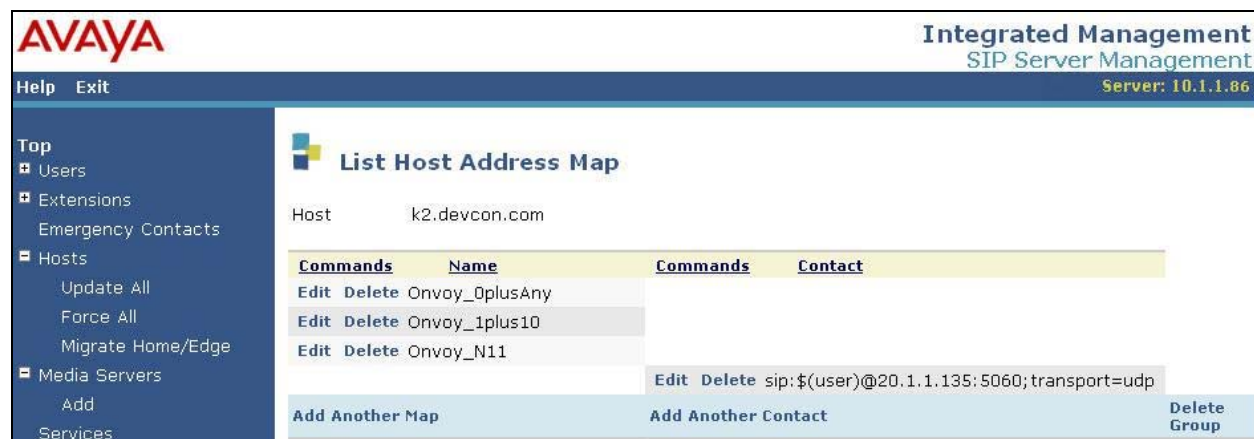 AVAYA
Integrated Management
SIP Server Management
Help Exit
Server: 10.1.1.86
Top
Users
Extensions
Emergency Contacts
Hosts
Update All
Force All
Migrate Home/Edge
Media Servers
Add
Services
List Host Address Map
Host k2.devcon.com
Commands Name Commands Contact
Edit Delete Onvoy_0plusAny
Edit Delete Onvoy_1plus10
Edit Delete Onvoy_N11
Edit Delete sip:$(user)@20.1.1.135:5060;transport=udp
Add Another Map Add Another Contact Delete Group